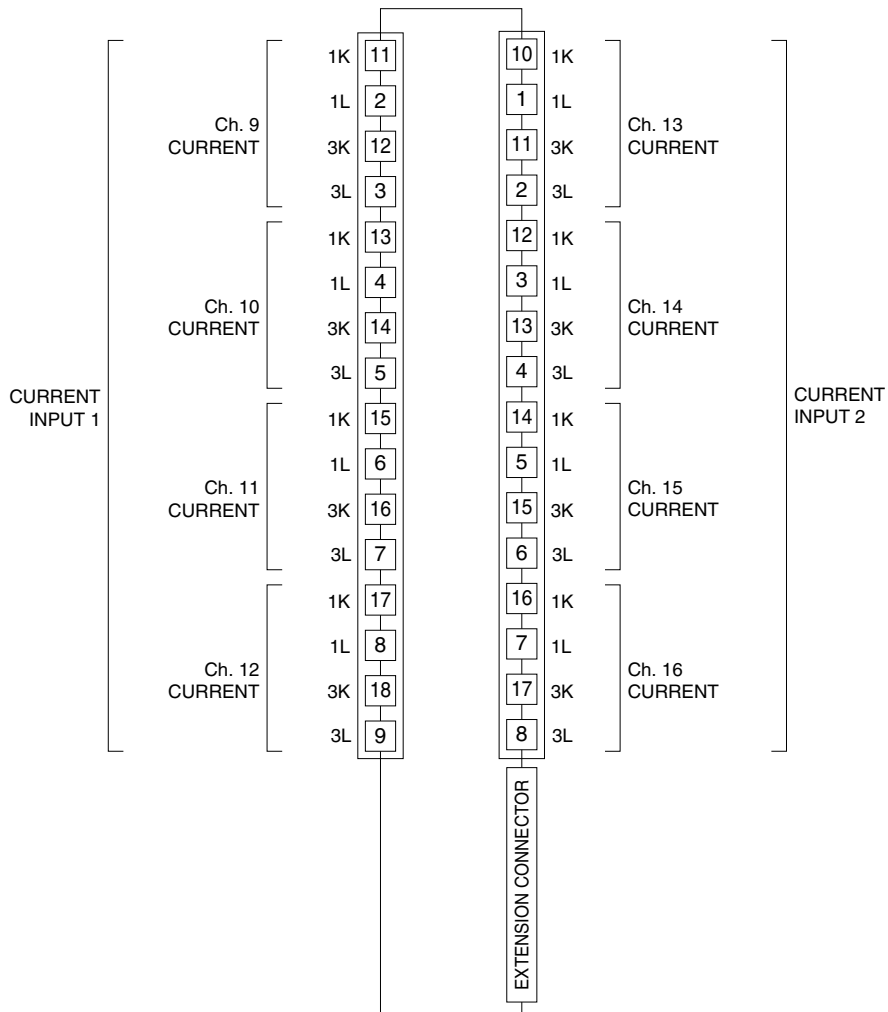 1K 11 10 1K
1L 2 1 1L
Ch. 9
CURRENT
Ch. 13
CURRENT
3K 12 11 3K
3L 3 2 3L
1K 13 12 1K
1L 4 3 1L
Ch. 10
CURRENT
Ch. 14
CURRENT
3K 14 13 3K
3L 5 4 3L
CURRENT
INPUT 1
CURRENT
INPUT 2
1K 15 14 1K
1L 6 5 1L
Ch. 11
CURRENT
Ch. 15
CURRENT
3K 16 15 3K
3L 7 6 3L
1K 17 16 1K
1L 8 7 1L
Ch. 12
CURRENT
Ch. 16
CURRENT
3K 18 17 3K
3L 9 8 3L
EXTENSION CONNECTOR